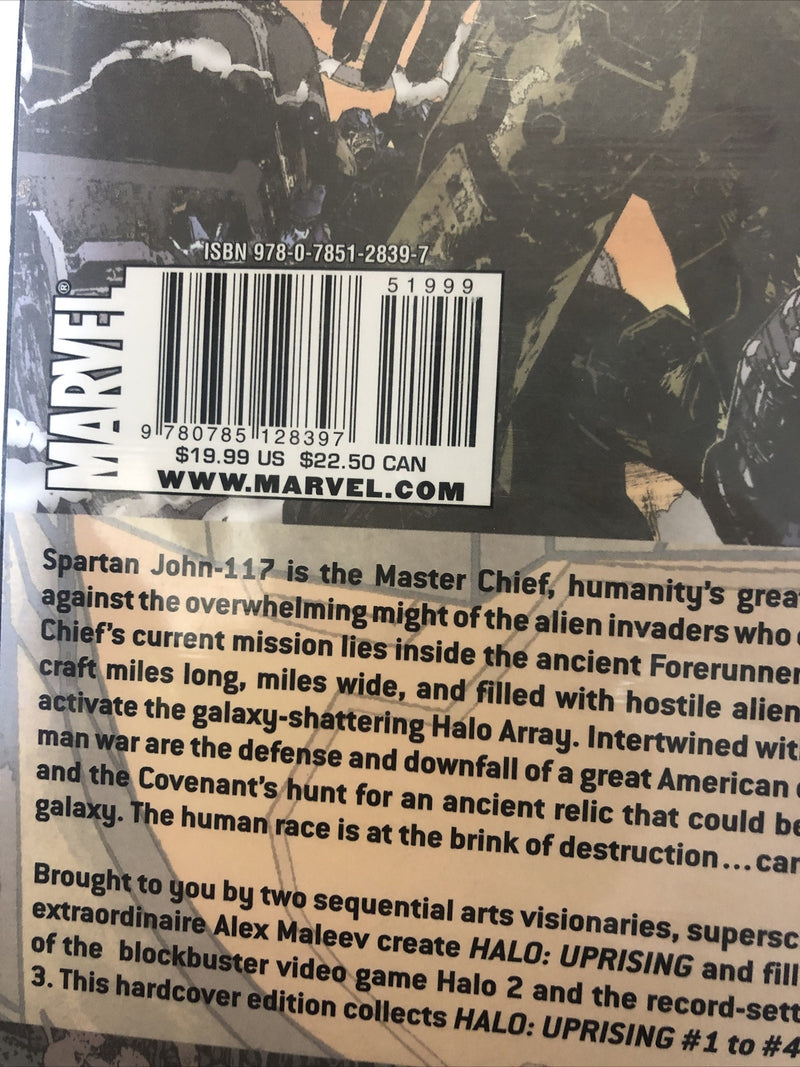 ISBN 978-0-7851-2839-7
MARVEL®
51999
9 780785 128397
$19.99 US $22.50 CAN
WWW.MARVEL.COM
Spartan John-117 is the Master Chief, humanity's grea
against the overwhelming might of the alien invaders who
Chief's current mission lies inside the ancient Forerunner
craft miles long, miles wide, and filled with hostile alien
activate the galaxy-shattering Halo Array. Intertwined wit
man war are the defense and downfall of a great American
and the Covenant's hunt for an ancient relic that could be
galaxy. The human race is at the brink of destruction...can
Brought to you by two sequential arts visionaries, supersc
extraordinaire Alex Maleev create HALO: UPRISING and fill
of the blockbuster video game Halo 2 and the record-sett
3. This hardcover edition collects HALO: UPRISING #1 to #4